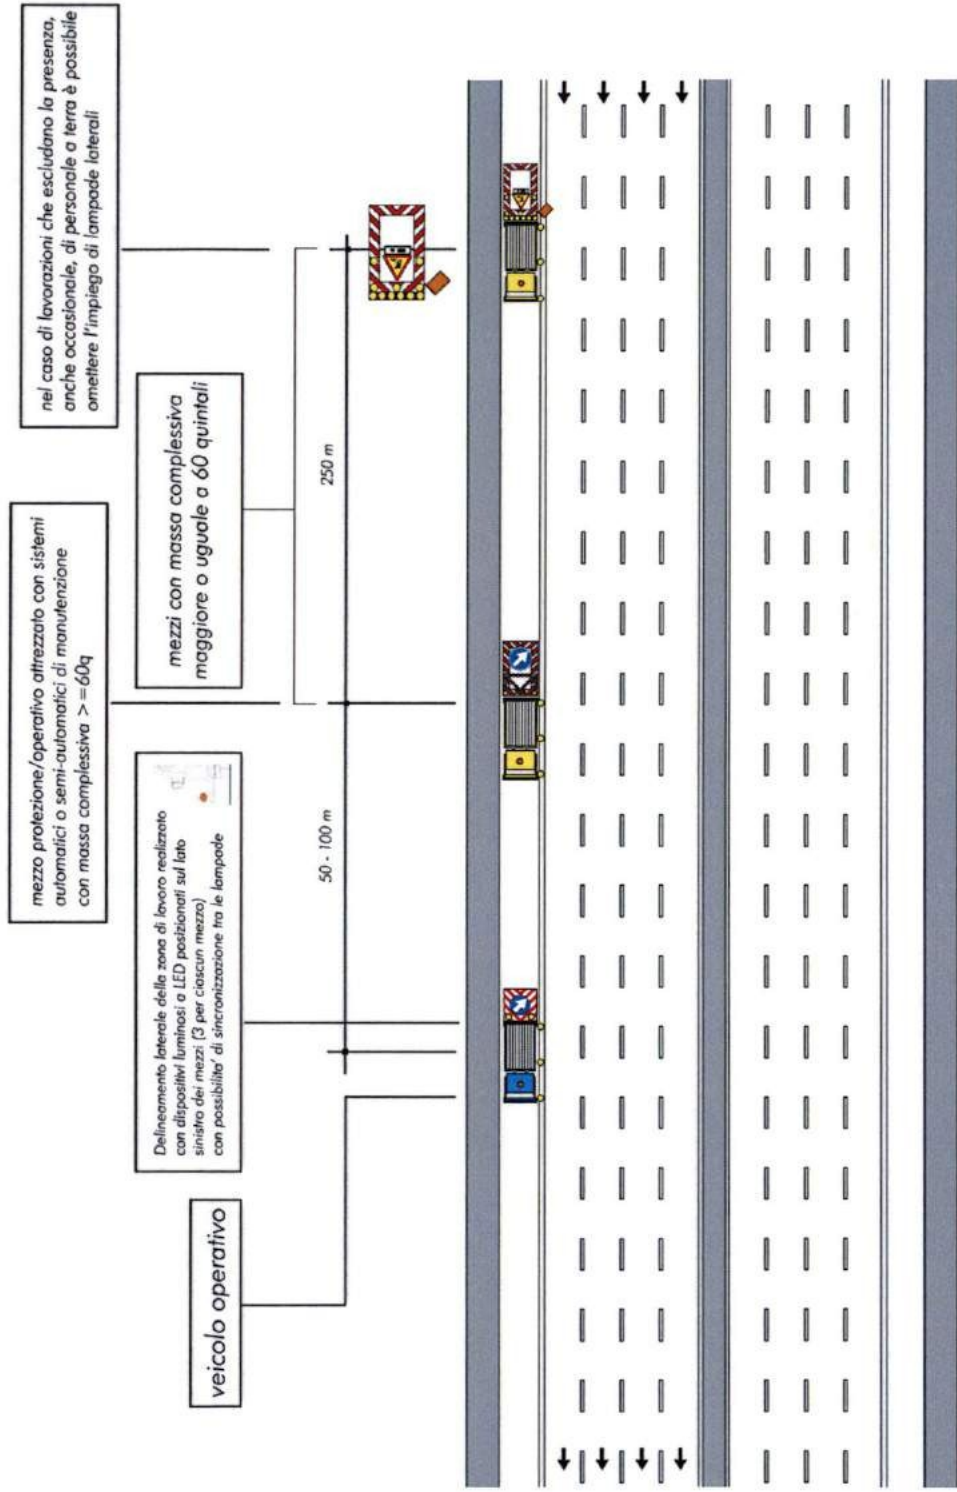 nel caso di lavorazioni che escludano la presenza,
anche occasionale, di personale a terra è possibile
omettere l'impiego di lampade laterali
mezzo protezione/operativo attrezzato con sistemi
automatici o semi-automatici di manutenzione
con massa complessiva >=60q
mezzi con massa complessiva
maggiore o uguale a 60 quintali
Delineamento laterale della zona di lavoro realizzato
con dispositivi luminosi a LED posizionati sul lato
sinistro dei mezzi (3 per ciascun mezzo)
con possibilita' di sincronizzazione tra le lampade
veicolo operativo
250 m
50 - 100 m